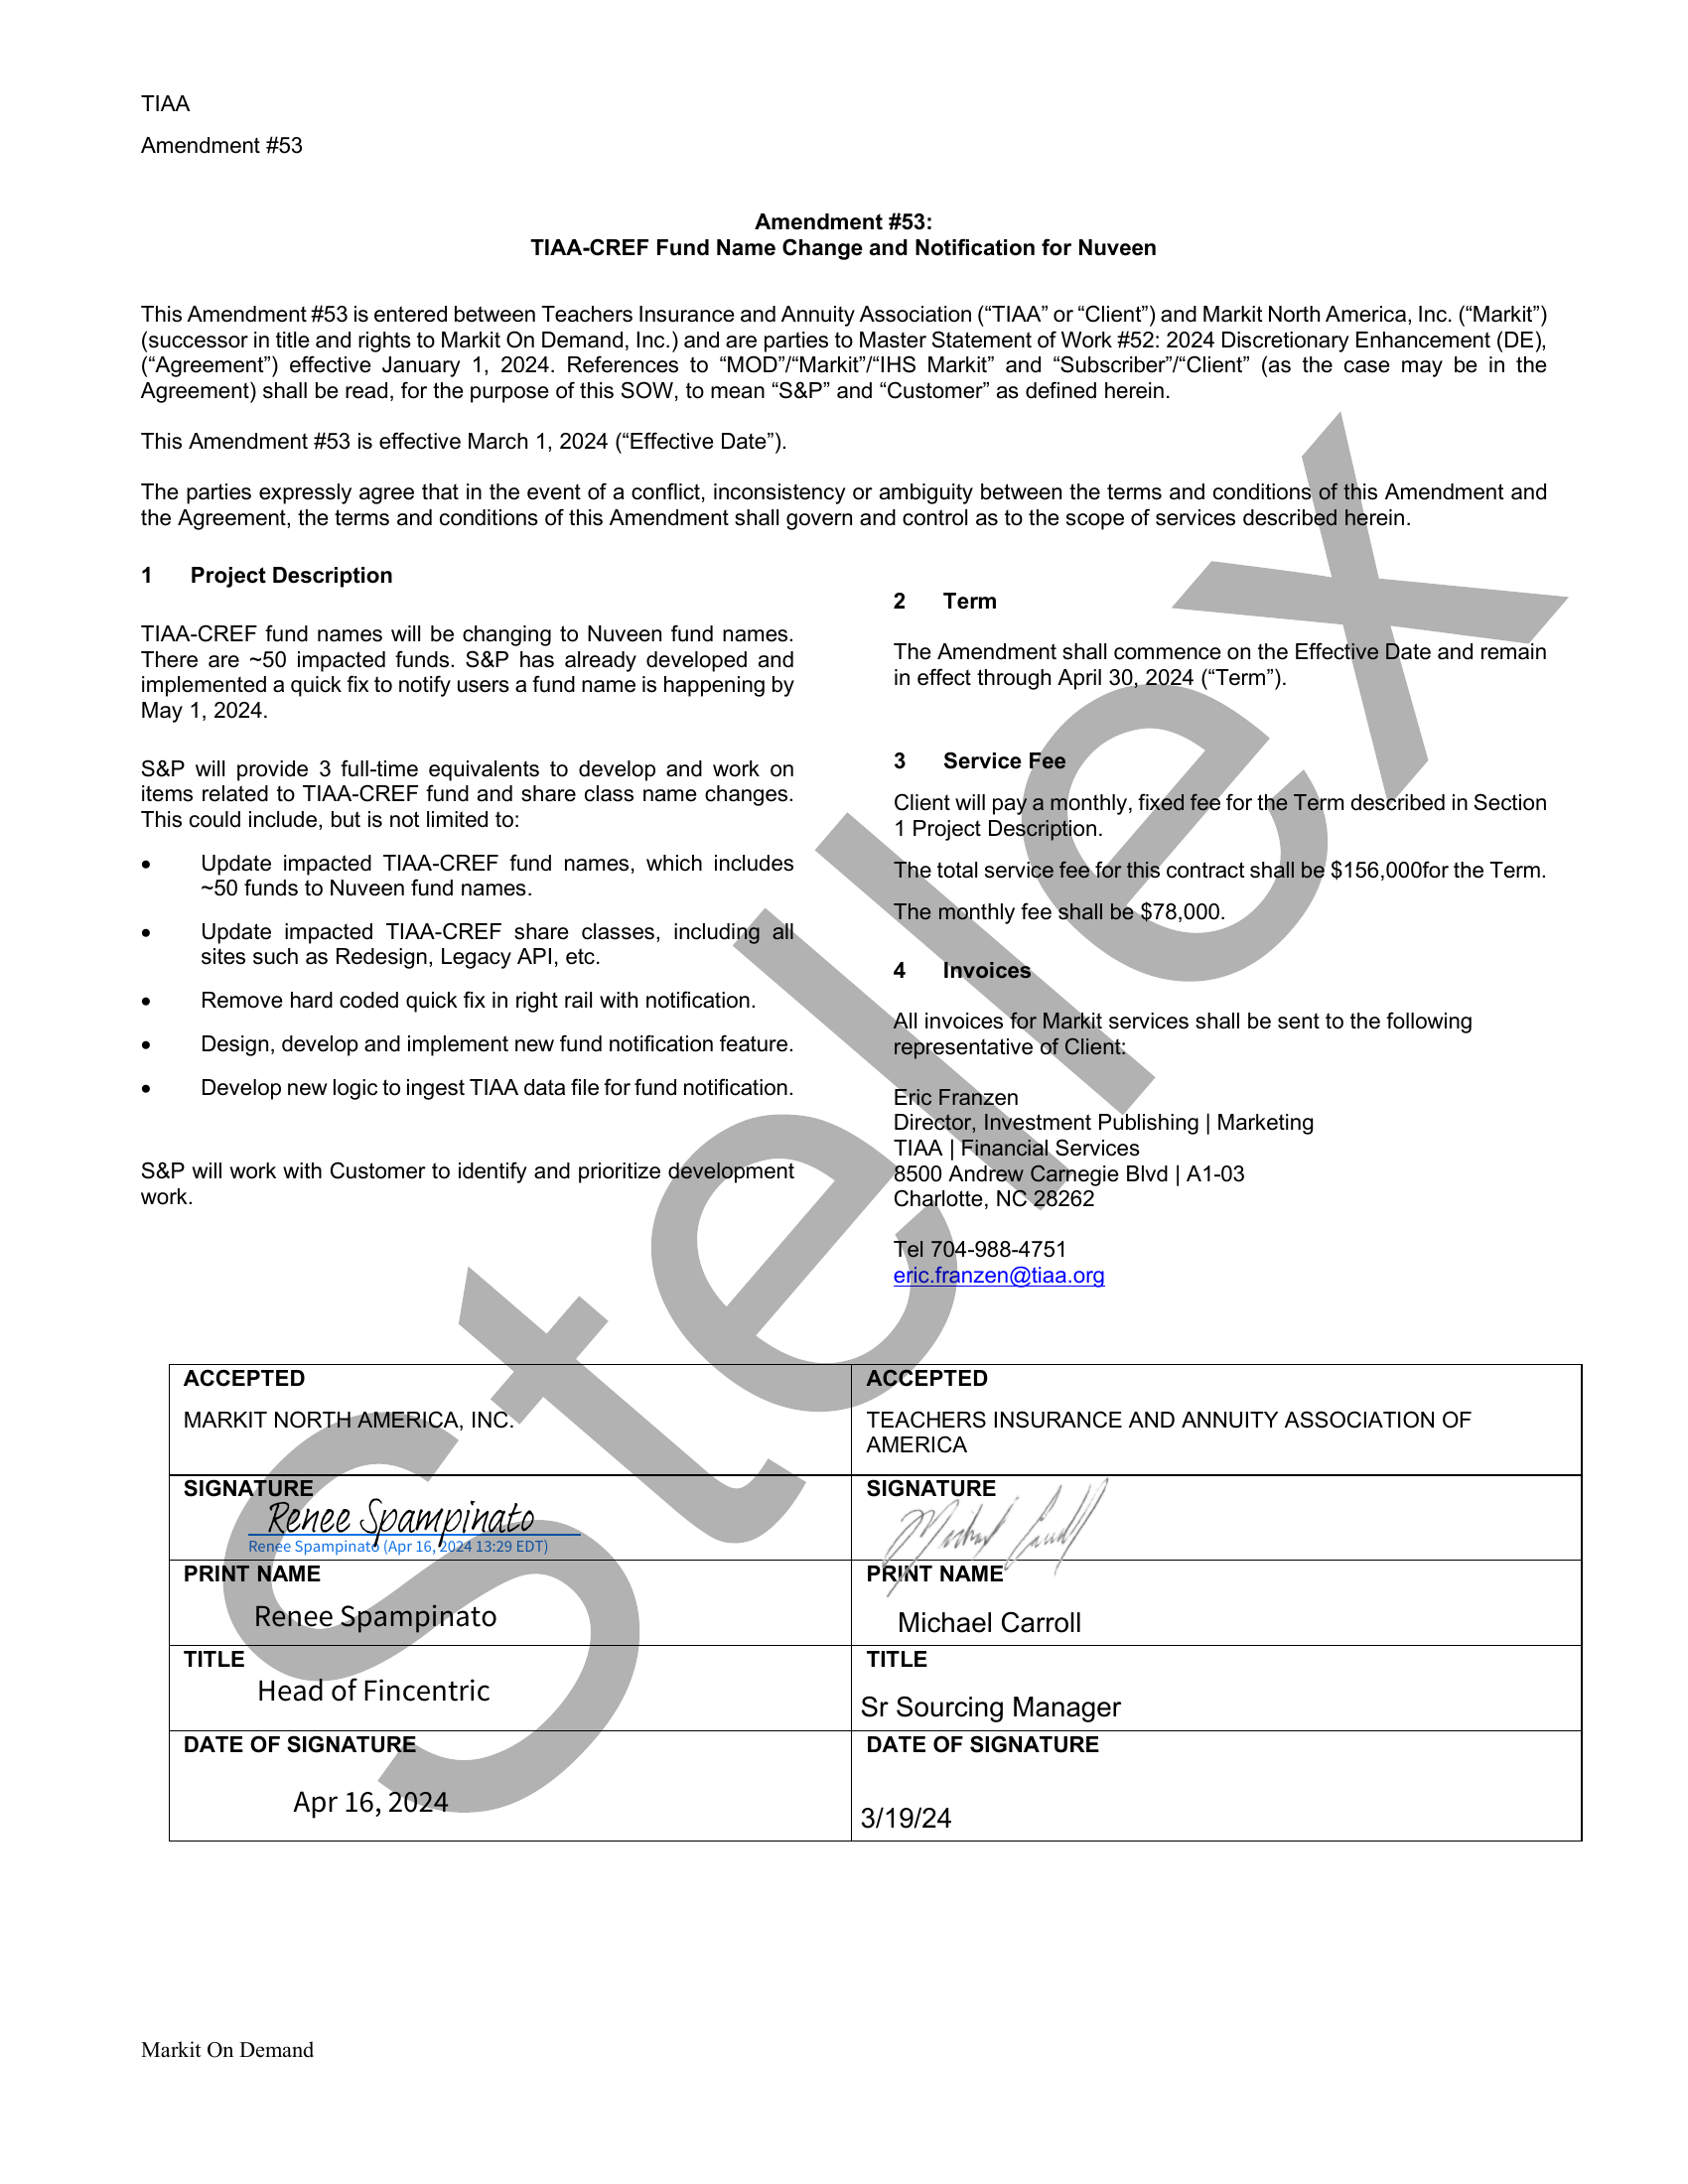 TIAA
Amendment #53
Amendment #53:
TIAA-CREF Fund Name Change and Notification for Nuveen
This Amendment #53 is entered between Teachers Insurance and Annuity Association (“TIAA” or “Client”) and Markit North America, Inc. (“Markit”)
(successor in title and rights to Markit On Demand, Inc.) and are parties to Master Statement of Work #52: 2024 Discretionary Enhancement (DE),
(“Agreement”) effective January 1, 2024. References to “MOD”/“Markit”/“IHS Markit” and “Subscriber”/“Client” (as the case may be in the
Agreement) shall be read, for the purpose of this SOW, to mean “S&P” and “Customer” as defined herein.
This Amendment #53 is effective March 1, 2024 (“Effective Date”).
The parties expressly agree that in the event of a conflict, inconsistency or ambiguity between the terms and conditions of this Amendment and
the Agreement, the terms and conditions of this Amendment shall govern and control as to the scope of services described herein.
1 Project Description
TIAA-CREF fund names will be changing to Nuveen fund names.
There are ~50 impacted funds. S&P has already developed and
implemented a quick fix to notify users a fund name is happening by
May 1, 2024.
S&P will provide 3 full-time equivalents to develop and work on
items related to TIAA-CREF fund and share class name changes.
This could include, but is not limited to:
• Update impacted TIAA-CREF fund names, which includes
~50 funds to Nuveen fund names.
• Update impacted TIAA-CREF share classes, including all
sites such as Redesign, Legacy API, etc.
• Remove hard coded quick fix in right rail with notification.
• Design, develop and implement new fund notification feature.
• Develop new logic to ingest TIAA data file for fund notification.
S&P will work with Customer to identify and prioritize development
work.
2 Term
The Amendment shall commence on the Effective Date and remain
in effect through April 30, 2024 (“Term”).
3 Service Fee
Client will pay a monthly, fixed fee for the Term described in Section
1 Project Description.
The total service fee for this contract shall be $156,000for the Term.
The monthly fee shall be $78,000.
4 Invoices
All invoices for Markit services shall be sent to the following
representative of Client:
Eric Franzen
Director, Investment Publishing | Marketing
TIAA | Financial Services
8500 Andrew Carnegie Blvd | A1-03
Charlotte, NC 28262
Tel 704-988-4751
eric.franzen@tiaa.org
ACCEPTED
MARKIT NORTH AMERICA, INC.
SIGNATURE
Renee Spampinato
Renee Spampinato (Apr 16, 2024 13:29 EDT)
PRINT NAME
Renee Spampinato
TITLE
Head of Fincentric
DATE OF SIGNATURE
Apr 16, 2024
ACCEPTED
TEACHERS INSURANCE AND ANNUITY ASSOCIATION OF
AMERICA
SIGNATURE
Michael Carroll
PRINT NAME
Michael Carroll
TITLE
Sr Sourcing Manager
DATE OF SIGNATURE
3/19/24
Markit On Demand
Stellex